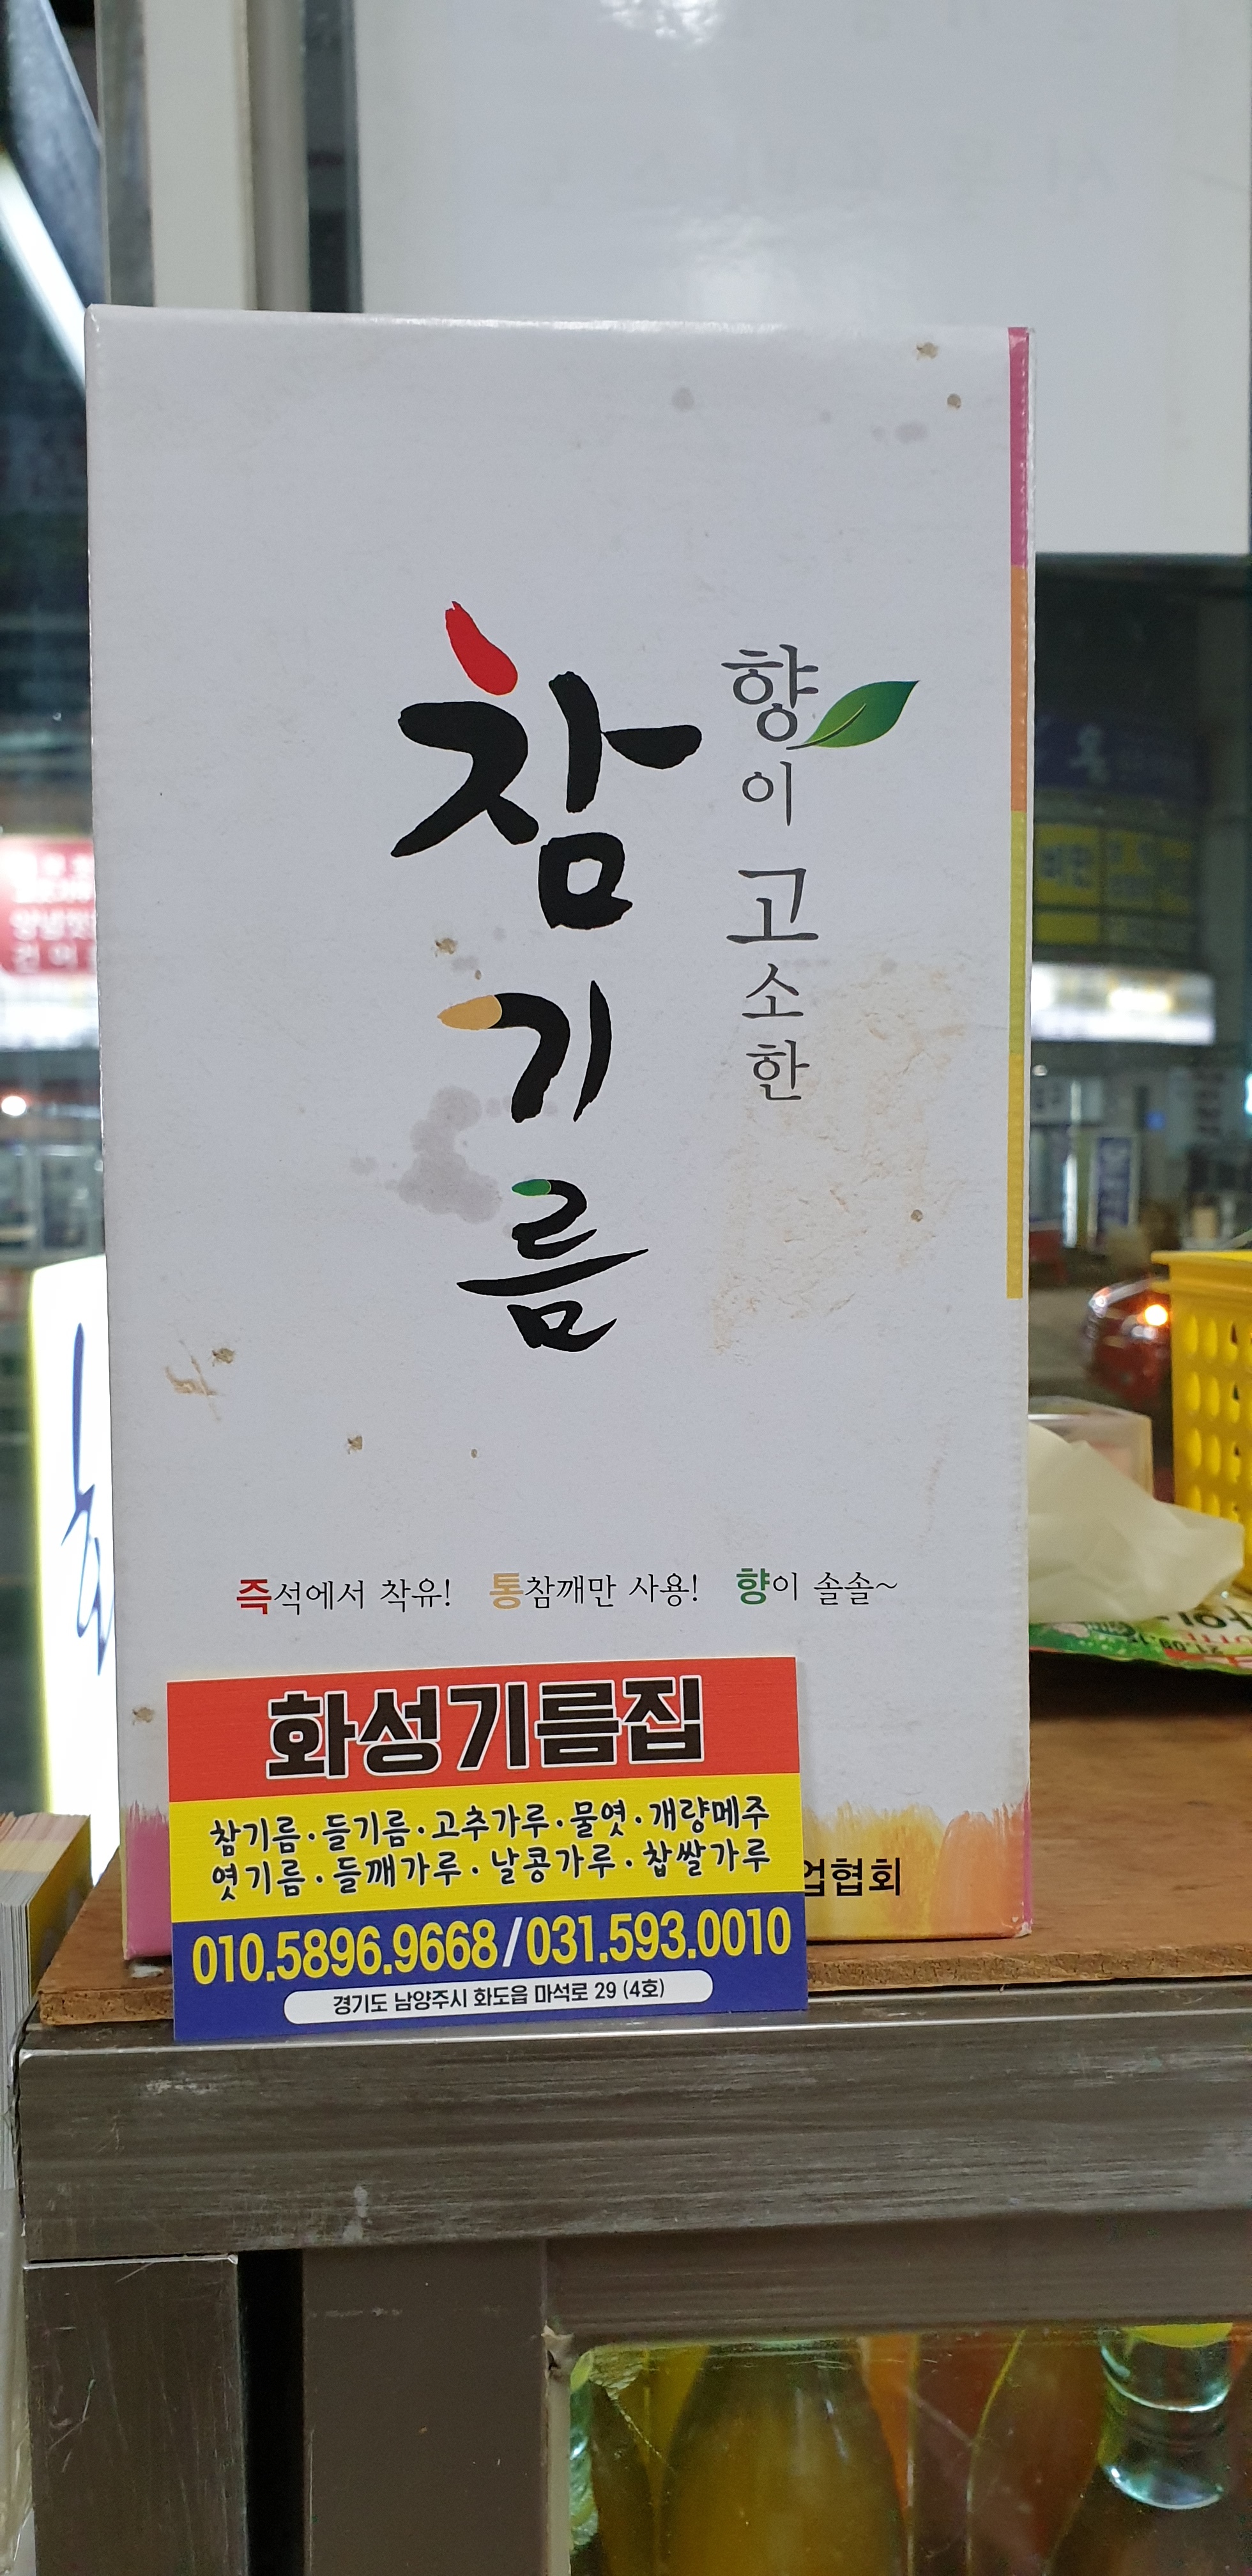 향이고소한
참기름
즉석에서 착유! 통참깨만 사용! 향이 솔솔~
업협회
화성기름집
참기름·들기름·고추가루·물엿·개량메주
엿기름·들깨가루·날콩가루·찹쌀가루
010.5896.9668/031.593.0010
경기도 남양주시 화도읍 마석로 29 (4호)